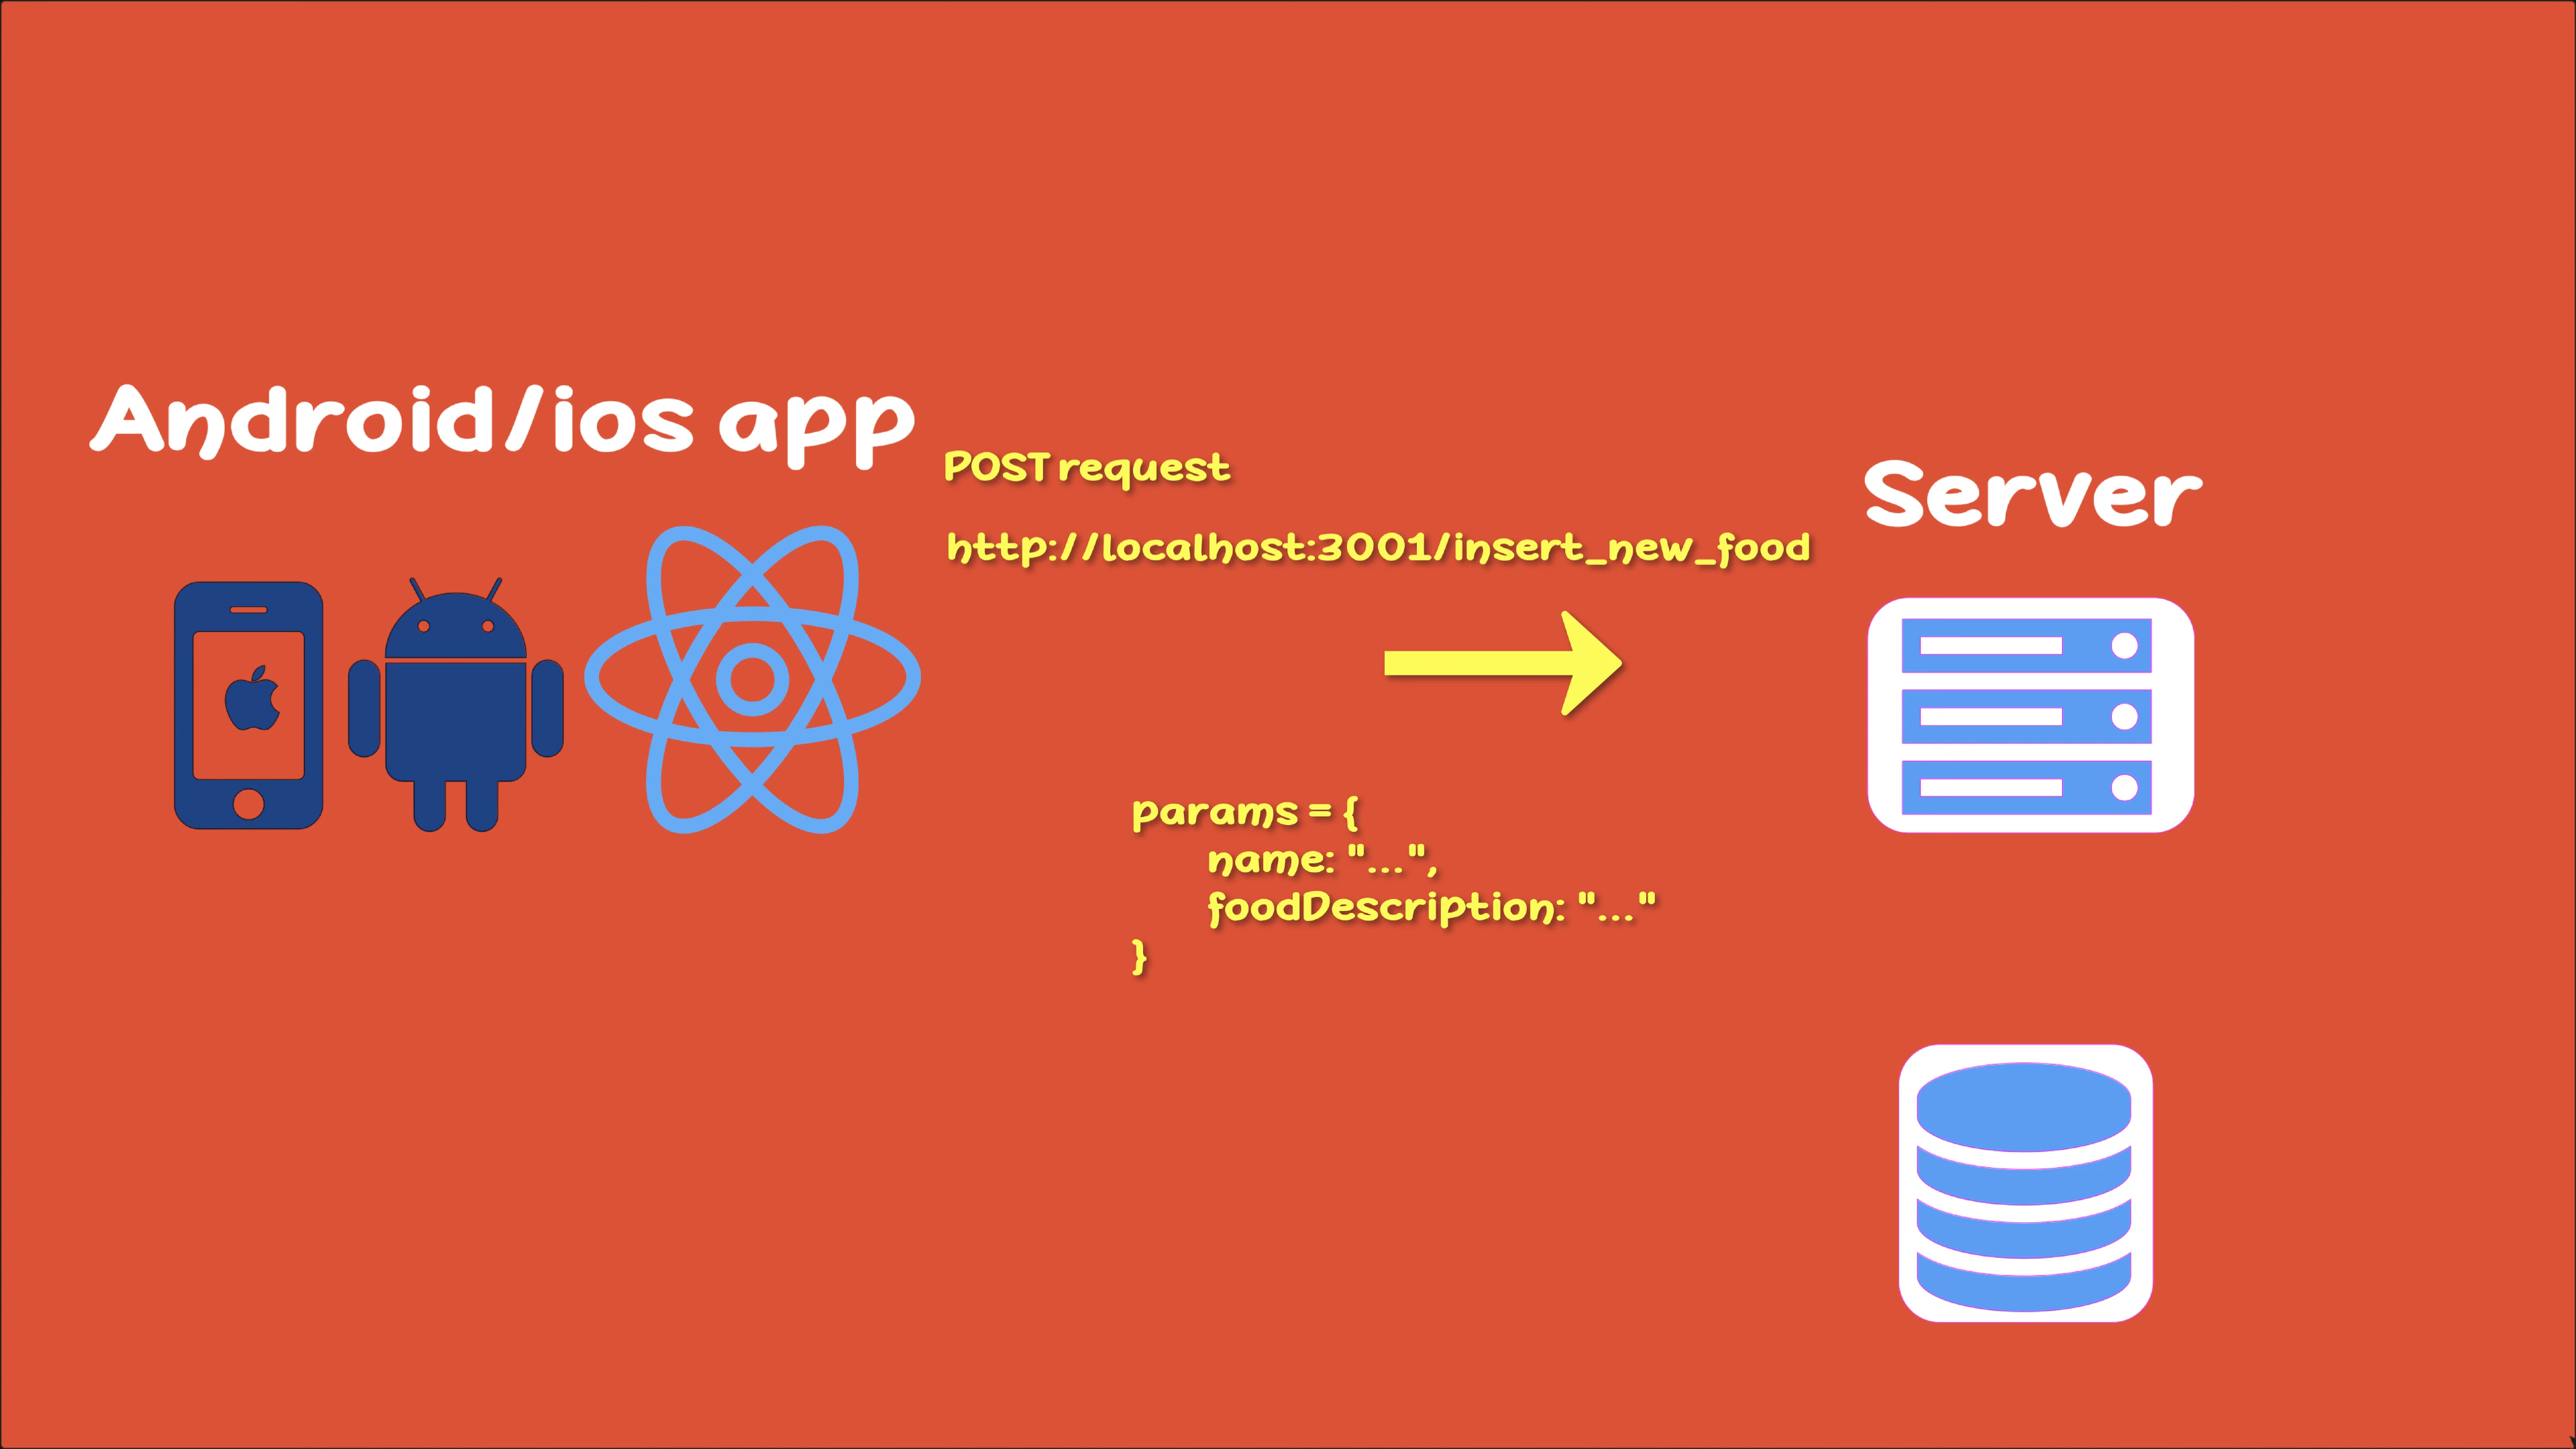 Android/ios app
POST request
http://localhost:3001/insert_new_food
Server
params = {
name: "...",
foodDescription: "..."
}